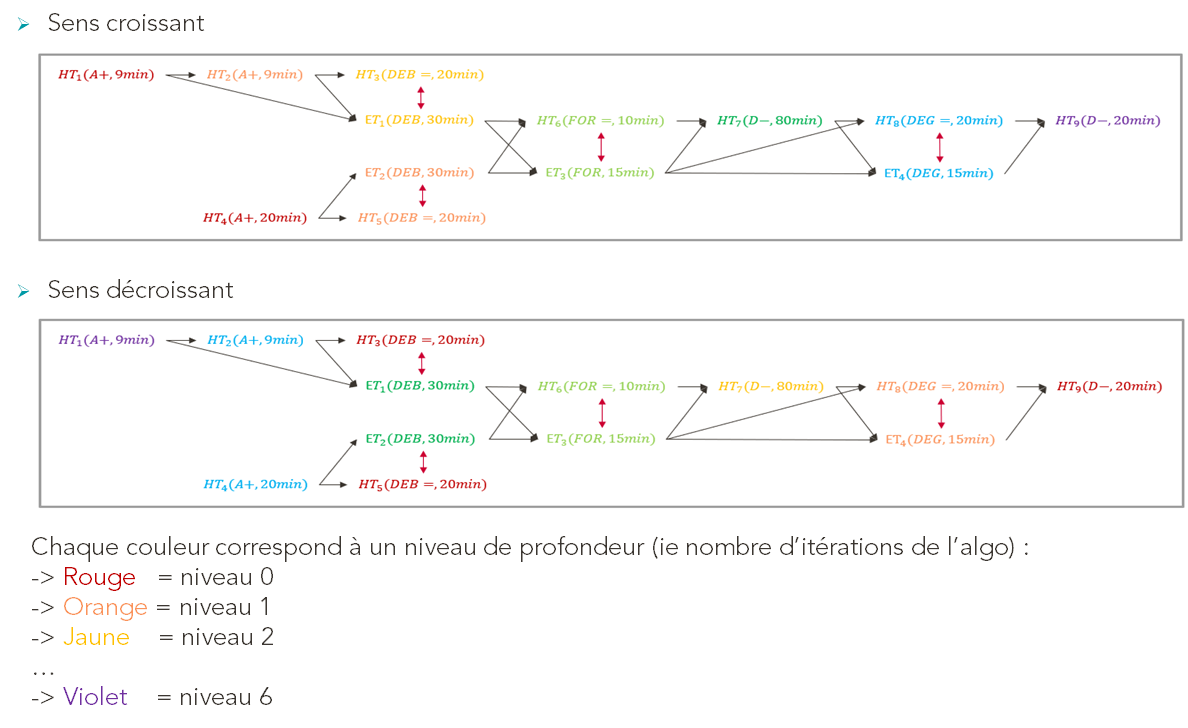 Sens croissant
HT₁(A+, 9min) HT₂(A+, 9min) HT₃(DEB =, 20min)
ET₁(DEB, 30min) HT₆(FOR =, 10min) HT₇(D−, 80min) HT₈(DEG =, 20min) HT₉(D−, 20min)
ET₂(DEB, 30min) ET₃(FOR, 15min) ET₄(DEG, 15min)
HT₄(A+, 20min) HT₅(DEB =, 20min)
Sens décroissant
HT₁(A+, 9min) HT₂(A+, 9min) HT₃(DEB =, 20min)
ET₁(DEB, 30min) HT₆(FOR =, 10min) HT₇(D−, 80min) HT₈(DEG =, 20min) HT₉(D−, 20min)
ET₂(DEB, 30min) ET₃(FOR, 15min) ET₄(DEG, 15min)
HT₄(A+, 20min) HT₅(DEB =, 20min)
Chaque couleur correspond à un niveau de profondeur (ie nombre d’itérations de l’algo) :
-> Rouge = niveau 0
-> Orange = niveau 1
-> Jaune = niveau 2
…
-> Violet = niveau 6